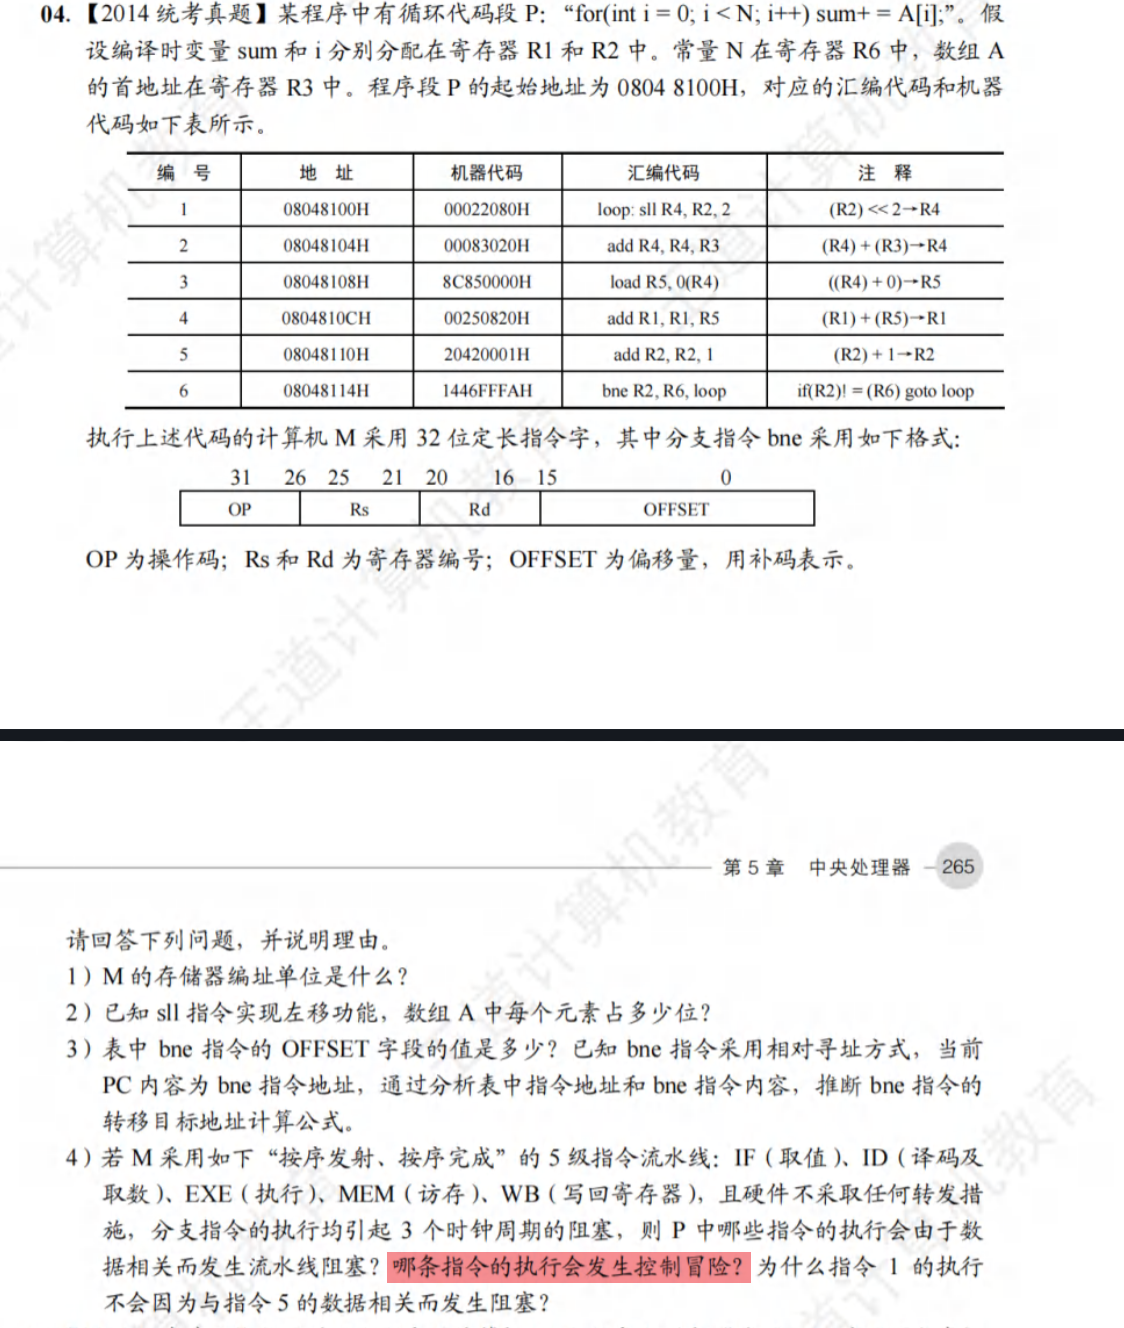 04.【2014 统考真题】某程序中有循环代码段 P：“for(int i = 0; i < N; i++) sum+ = A[i];”。假
设编译时变量 sum 和 i 分别分配在寄存器 R1 和 R2 中。常量 N 在寄存器 R6 中，数组 A
的首地址在寄存器 R3 中。程序段 P 的起始地址为 0804 8100H，对应的汇编代码和机器
代码如下表所示。
编 号 地 址 机器代码 汇编代码 注 释
1 08048100H 00022080H loop: sll R4, R2, 2 (R2) << 2→R4
2 08048104H 00083020H add R4, R4, R3 (R4) + (R3)→R4
3 08048108H 8C850000H load R5, 0(R4) ((R4) + 0)→R5
4 0804810CH 00250820H add R1, R1, R5 (R1) + (R5)→R1
5 08048110H 20420001H add R2, R2, 1 (R2) + 1→R2
6 08048114H 1446FFFAH bne R2, R6, loop if(R2)! = (R6) goto loop
执行上述代码的计算机 M 采用 32 位定长指令字，其中分支指令 bne 采用如下格式：
31 26 25 21 20 16 15 0
OP Rs Rd OFFSET
OP 为操作码；Rs 和 Rd 为寄存器编号；OFFSET 为偏移量，用补码表示。
第 5 章 中央处理器 265
请回答下列问题，并说明理由。
1）M 的存储器编址单位是什么？
2）已知 sll 指令实现左移功能，数组 A 中每个元素占多少位？
3）表中 bne 指令的 OFFSET 字段的值是多少？已知 bne 指令采用相对寻址方式，当前
PC 内容为 bne 指令地址，通过分析表中指令地址和 bne 指令内容，推断 bne 指令的
转移目标地址计算公式。
4）若 M 采用如下“按序发射、按序完成”的 5 级指令流水线：IF（取值）、ID（译码及
取数）、EXE（执行）、MEM（访存）、WB（写回寄存器），且硬件不采取任何转发措
施，分支指令的执行均引起 3 个时钟周期的阻塞，则 P 中哪些指令的执行会由于数
据相关而发生流水线阻塞？哪条指令的执行会发生控制冒险？为什么指令 1 的执行
不会因为与指令 5 的数据相关而发生阻塞？
王道计算机教育